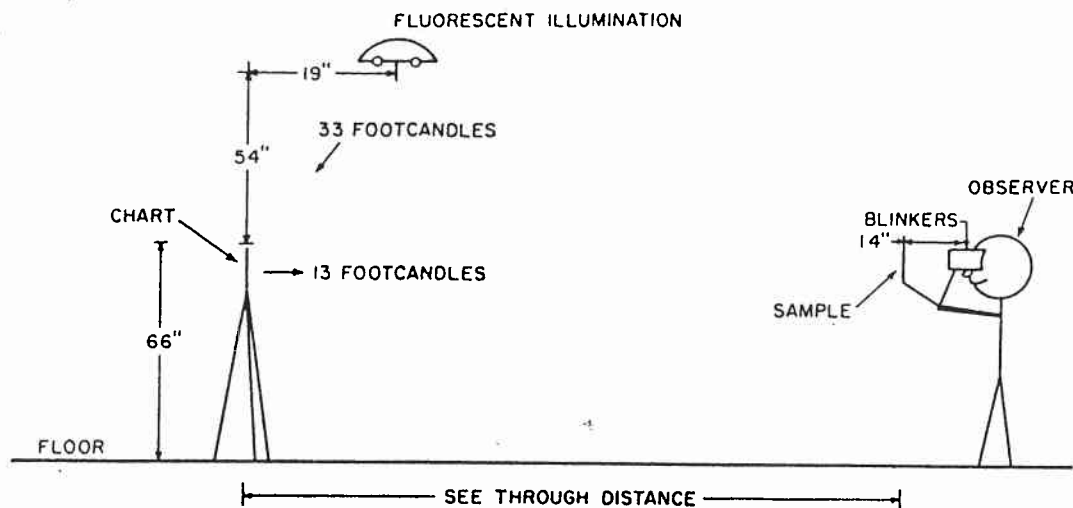 FLUORESCENT ILLUMINATION
19"
33 FOOTCANDLES
54"
OBSERVER
CHART
BLINKERS
14"
13 FOOTCANDLES
SAMPLE
66"
FLOOR
SEE THROUGH DISTANCE